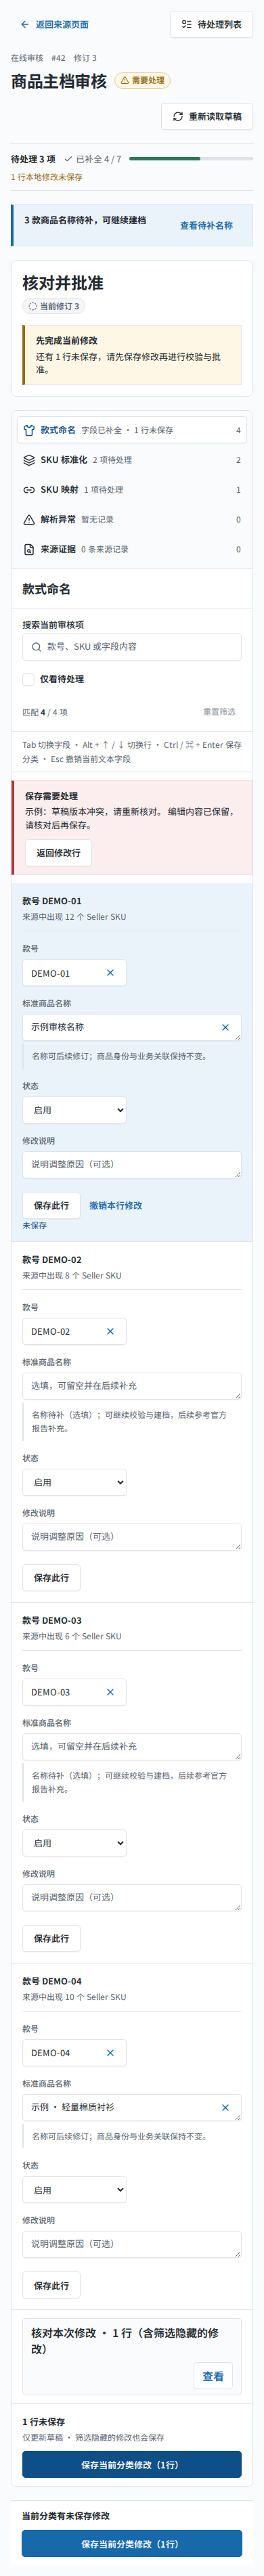 返回来源页面
待处理列表
在线审核 #42 修订 3
商品主档审核
需要处理
重新读取草稿
待处理 3 项
已补全 4 / 7
1 行本地修改未保存
3 款商品名称待补，可继续建档
查看待补名称
核对并批准
当前修订 3
先完成当前修改
还有 1 行未保存，请先保存修改再进行校验与批
准。
款式命名 字段已补全 · 1 行未保存 4
SKU 标准化 2 项待处理 2
SKU 映射 1 项待处理 1
解析异常 暂无记录 0
来源证据 0 条来源记录 0
款式命名
搜索当前审核项
款号、SKU 或字段内容
仅看待处理
匹配 4 / 4 项
重置筛选
Tab 切换字段 · Alt + ↑ / ↓ 切换行 · Ctrl / ⌘ + Enter 保存
分类 · Esc 撤销当前文本字段
保存需要处理
示例：草稿版本冲突，请重新核对。 编辑内容已保留，
请核对后再保存。
返回修改行
款号 DEMO-01
来源中出现 12 个 Seller SKU
款号
DEMO-01
标准商品名称
示例审核名称
名称可后续修订；商品身份与业务关联保持不变。
状态
启用
修改说明
说明调整原因（可选）
保存此行
撤销本行修改
未保存
款号 DEMO-02
来源中出现 8 个 Seller SKU
款号
DEMO-02
标准商品名称
选填，可留空并在后续补充
名称待补（选填）；可继续校验与建档，后续参考官方
报告补充。
状态
启用
修改说明
说明调整原因（可选）
保存此行
款号 DEMO-03
来源中出现 6 个 Seller SKU
款号
DEMO-03
标准商品名称
选填，可留空并在后续补充
名称待补（选填）；可继续校验与建档，后续参考官方
报告补充。
状态
启用
修改说明
说明调整原因（可选）
保存此行
款号 DEMO-04
来源中出现 10 个 Seller SKU
款号
DEMO-04
标准商品名称
示例 · 轻量棉质衬衫
名称可后续修订；商品身份与业务关联保持不变。
状态
启用
修改说明
说明调整原因（可选）
保存此行
核对本次修改 · 1 行（含筛选隐藏的修
改）
查看
1 行未保存
仅更新草稿 · 筛选隐藏的修改也会保存
保存当前分类修改（1行）
当前分类有未保存修改
保存当前分类修改（1行）